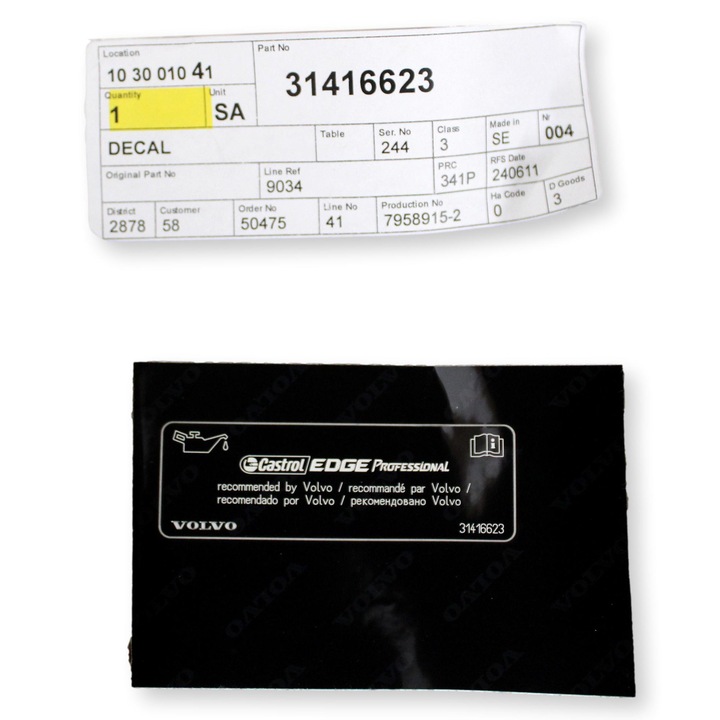 Location
10 30 010 41
Part No
31416623
Quantity
1
Unit
SA
DECAL
Table
Ser. No
244
Class
3
Made in
SE
Nr
004
Original Part No
Line Ref
9034
PRC
341P
RFS Date
240611
District
2878
Customer
58
Order No
50475
Line No
41
Production No
7958915-2
Ha Code
0
D Goods
3
Castrol EDGE PROFESSIONAL
recommended by Volvo / recommandé par Volvo /
recomendado por Volvo / рекомендовано Volvo
VOLVO
31416623